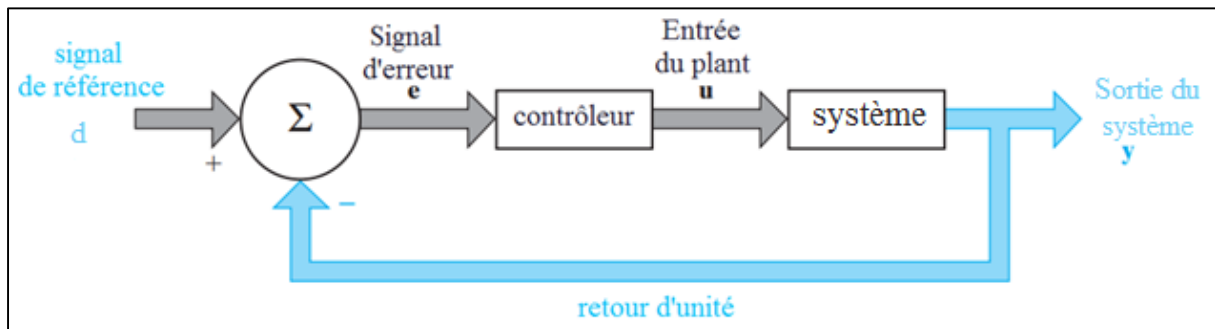 signal
de référence
d
+
Σ
−
Signal
d'erreur
e
contrôleur
Entrée
du plant
u
système
Sortie du
système
y
retour d'unité